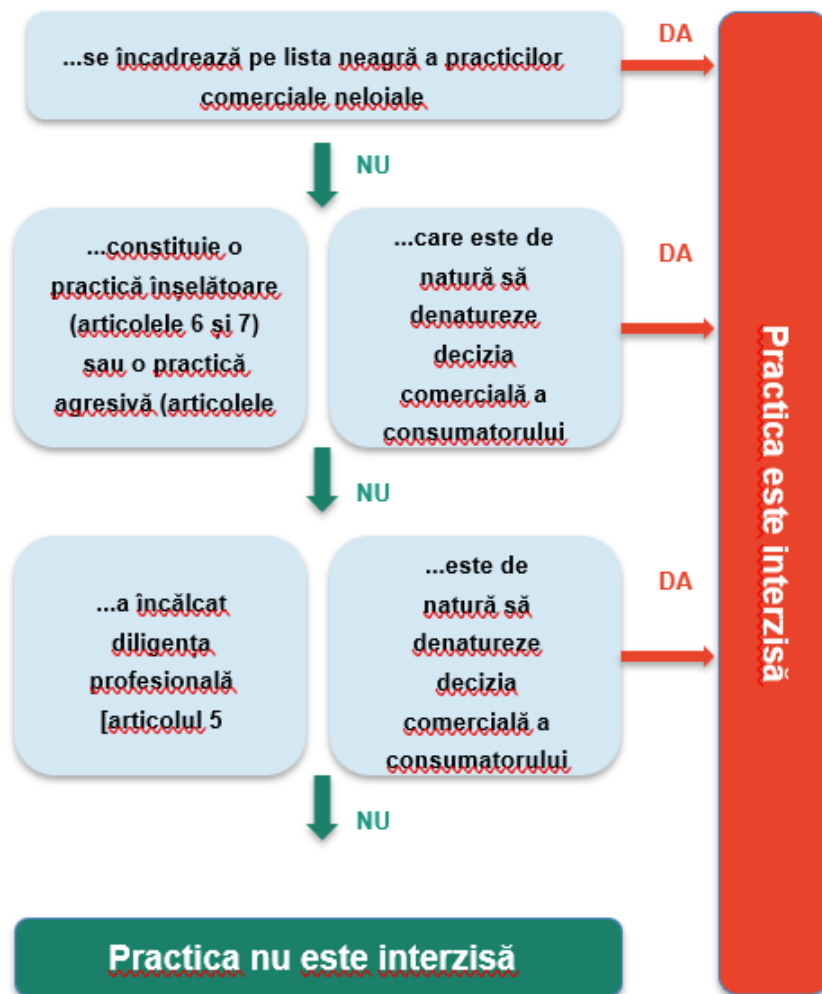 ...se încadrează pe lista neagră a practicilor
comerciale neloiale
DA
NU
...constituie o
practică înșelătoare
(articolele 6 și 7)
sau o practică
agresivă (articolele
...care este de
natură să
denatureze
decizia
comercială a
consumatorului
DA
NU
...a încălcat
diligența
profesională
[articolul 5
...este de
natură să
denatureze
decizia
comercială a
consumatorului
DA
NU
Practica nu este interzisă
Practica este interzisă